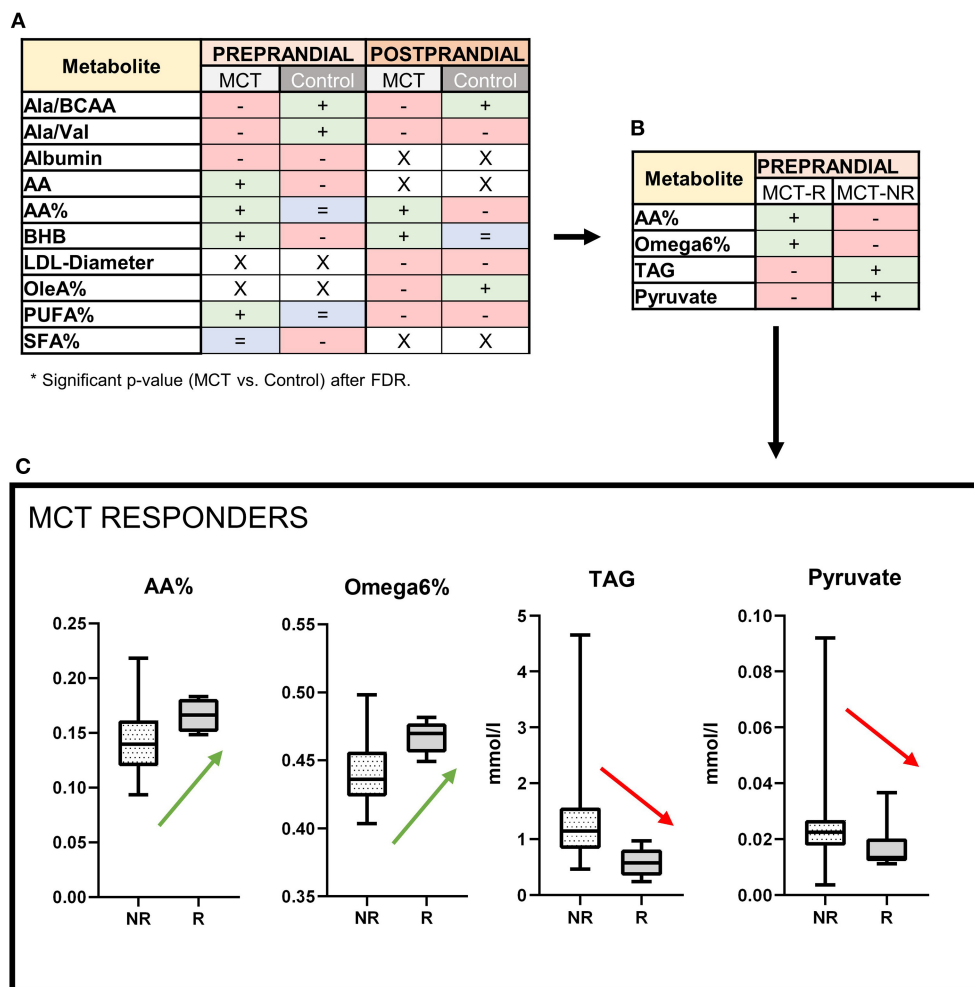 A
Metabolite PREPRANDIAL POSTPRANDIAL
MCT Control MCT Control
Ala/BCAA - + - +
Ala/Val - + - -
Albumin - - X X
AA + - X X
AA% + = + -
BHB + - + =
LDL-Diameter X X - -
OleA% X X - +
PUFA% + = - -
SFA% = - X X
* Significant p-value (MCT vs. Control) after FDR.
B
Metabolite PREPRANDIAL
MCT-R MCT-NR
AA% + -
Omega6% + -
TAG - +
Pyruvate - +
C
MCT RESPONDERS
AA%
0.25
0.20
0.15
0.10
0.05
0.00
NR R
Omega6%
0.55
0.50
0.45
0.40
0.35
NR R
TAG
mmol/l
5
4
3
2
1
0
NR R
Pyruvate
mmol/l
0.10
0.08
0.06
0.04
0.02
0.00
NR R